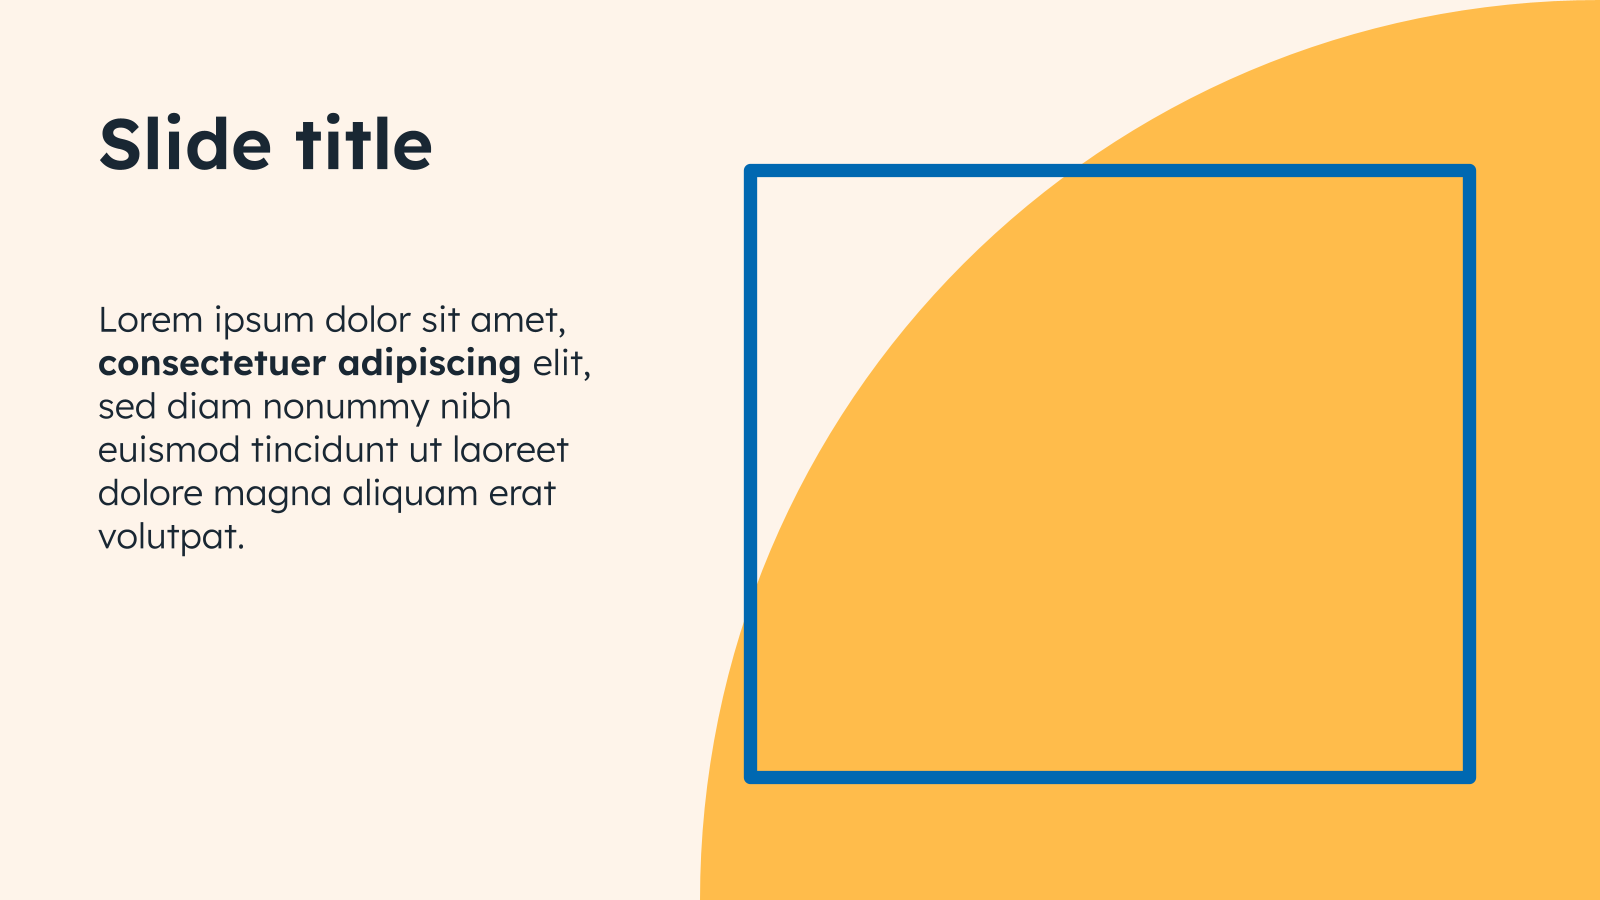 Slide title
Lorem ipsum dolor sit amet,
consectetuer adipiscing elit,
sed diam nonummy nibh
euismod tincidunt ut laoreet
dolore magna aliquam erat
volutpat.